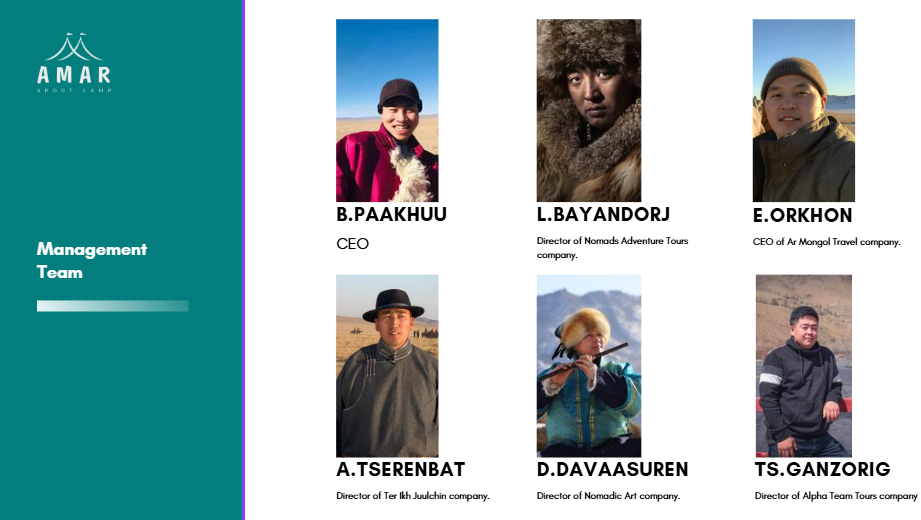 AMAR
SPORT CAMP
Management
Team
B.PAAKHUU
CEO
L.BAYANDORJ
Director of Nomads Adventure Tours
company.
E.ORKHON
CEO of Ar Mongol Travel company.
A.TSERENBAT
Director of Ter Ikh Juulchin company.
D.DAVAASUREN
Director of Nomadic Art company.
TS.GANZORIG
Director of Alpha Team Tours company